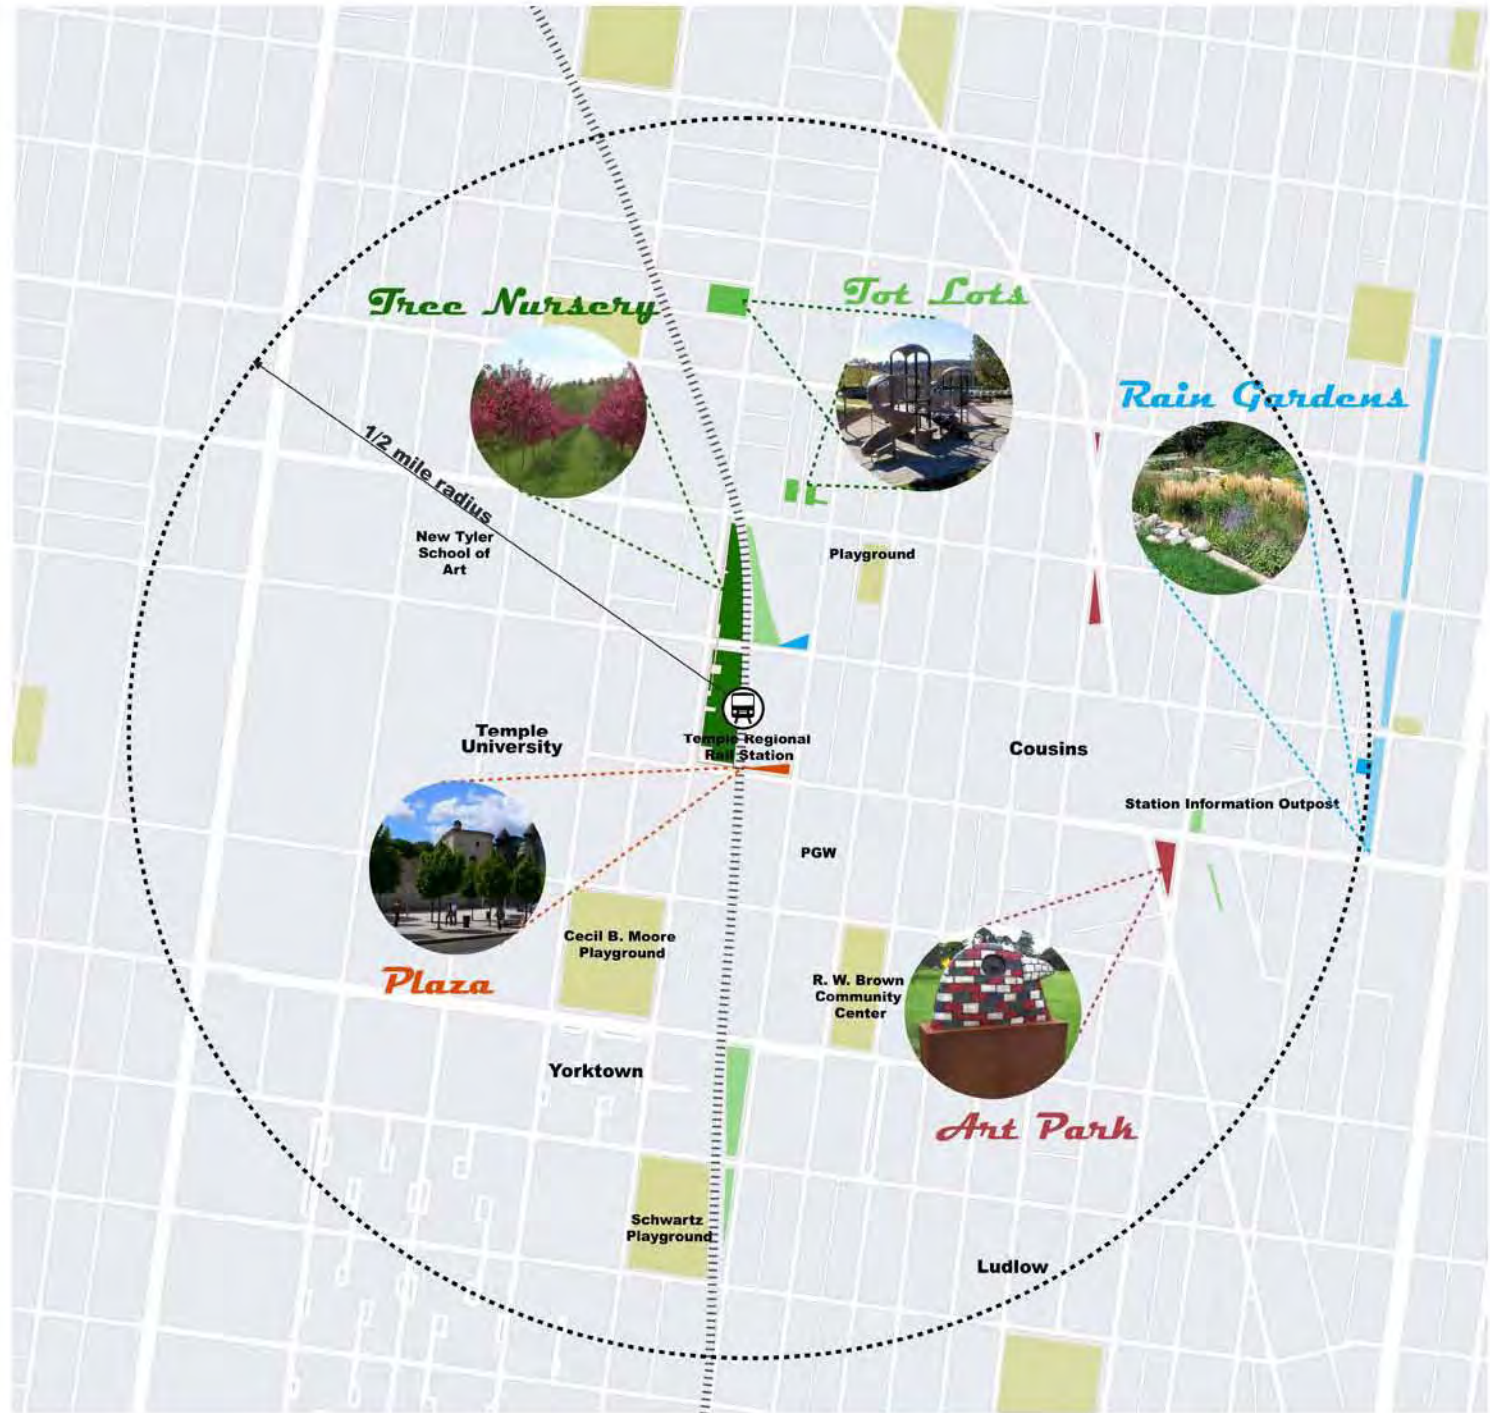 Tree Nursery
Tot Lots
Rain Gardens
1/2 mile radius
New Tyler
School of
Art
Playground
Temple
University
Temple Regional
Rail Station
Cousins
Station Information Outpost
PGW
Cecil B. Moore
Playground
Plaza
R. W. Brown
Community
Center
Yorktown
Art Park
Schwartz
Playground
Ludlow